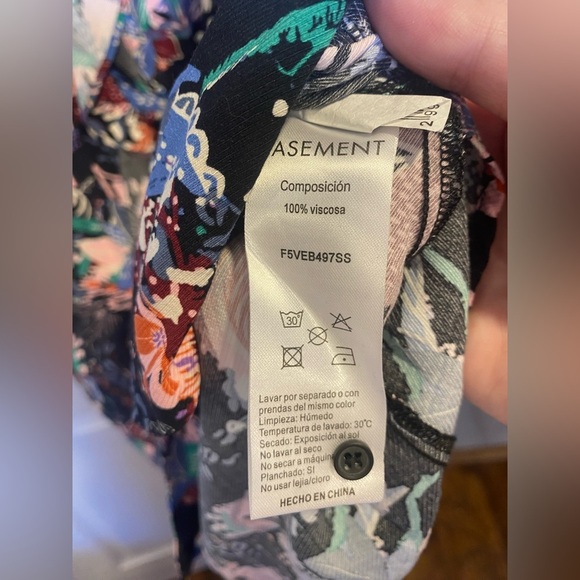 ASEMENT
Composición
100% viscosa
F5VEB497SS
30°
Lavar por separado o con
prendas del mismo color
Limpieza: Húmedo
Temperatura de lavado: 30°C
Secado: Exposición al sol
No lavar al seco
No secar a máquin
Planchado: SI
No usar lejia/cloro
HECHO EN CHINA